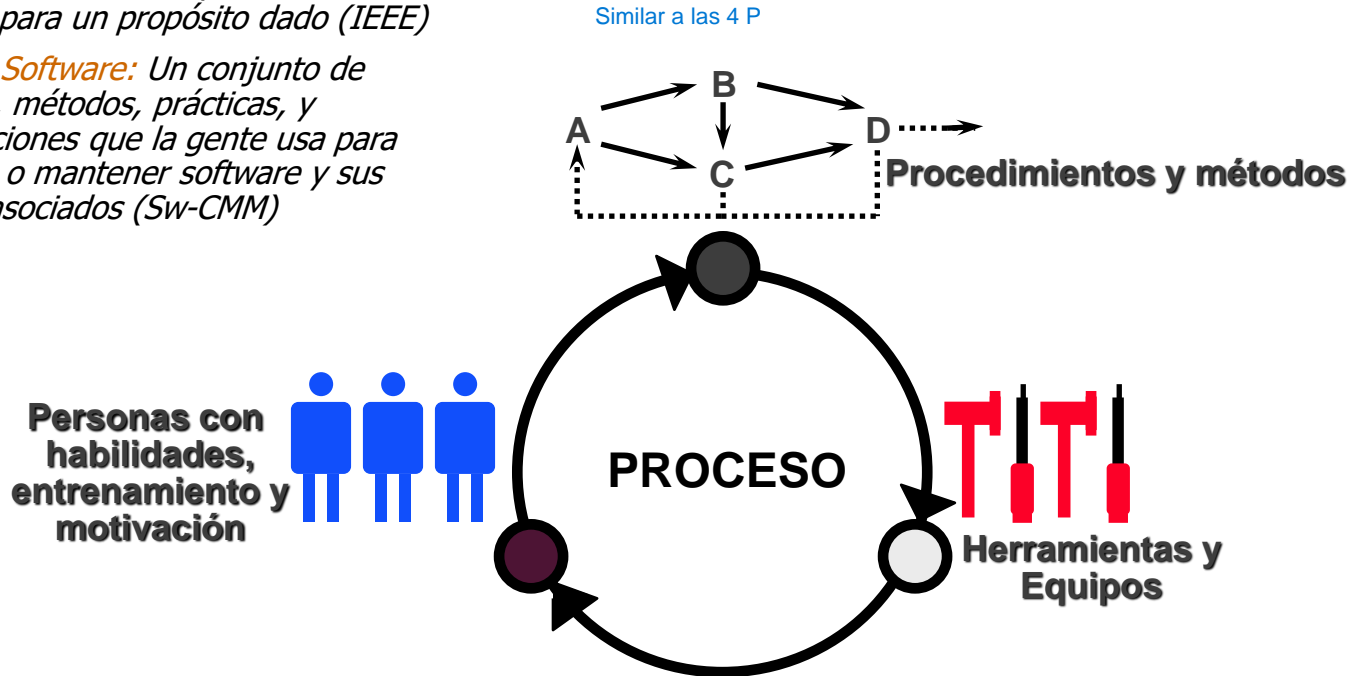 para un propósito dado (IEEE)
Software: Un conjunto de
métodos, prácticas, y
ciones que la gente usa para
o mantener software y sus
asociados (Sw-CMM)
Similar a las 4 P
B
A
D
C
Procedimientos y métodos
Personas con
habilidades,
entrenamiento y
motivación
PROCESO
Herramientas y
Equipos